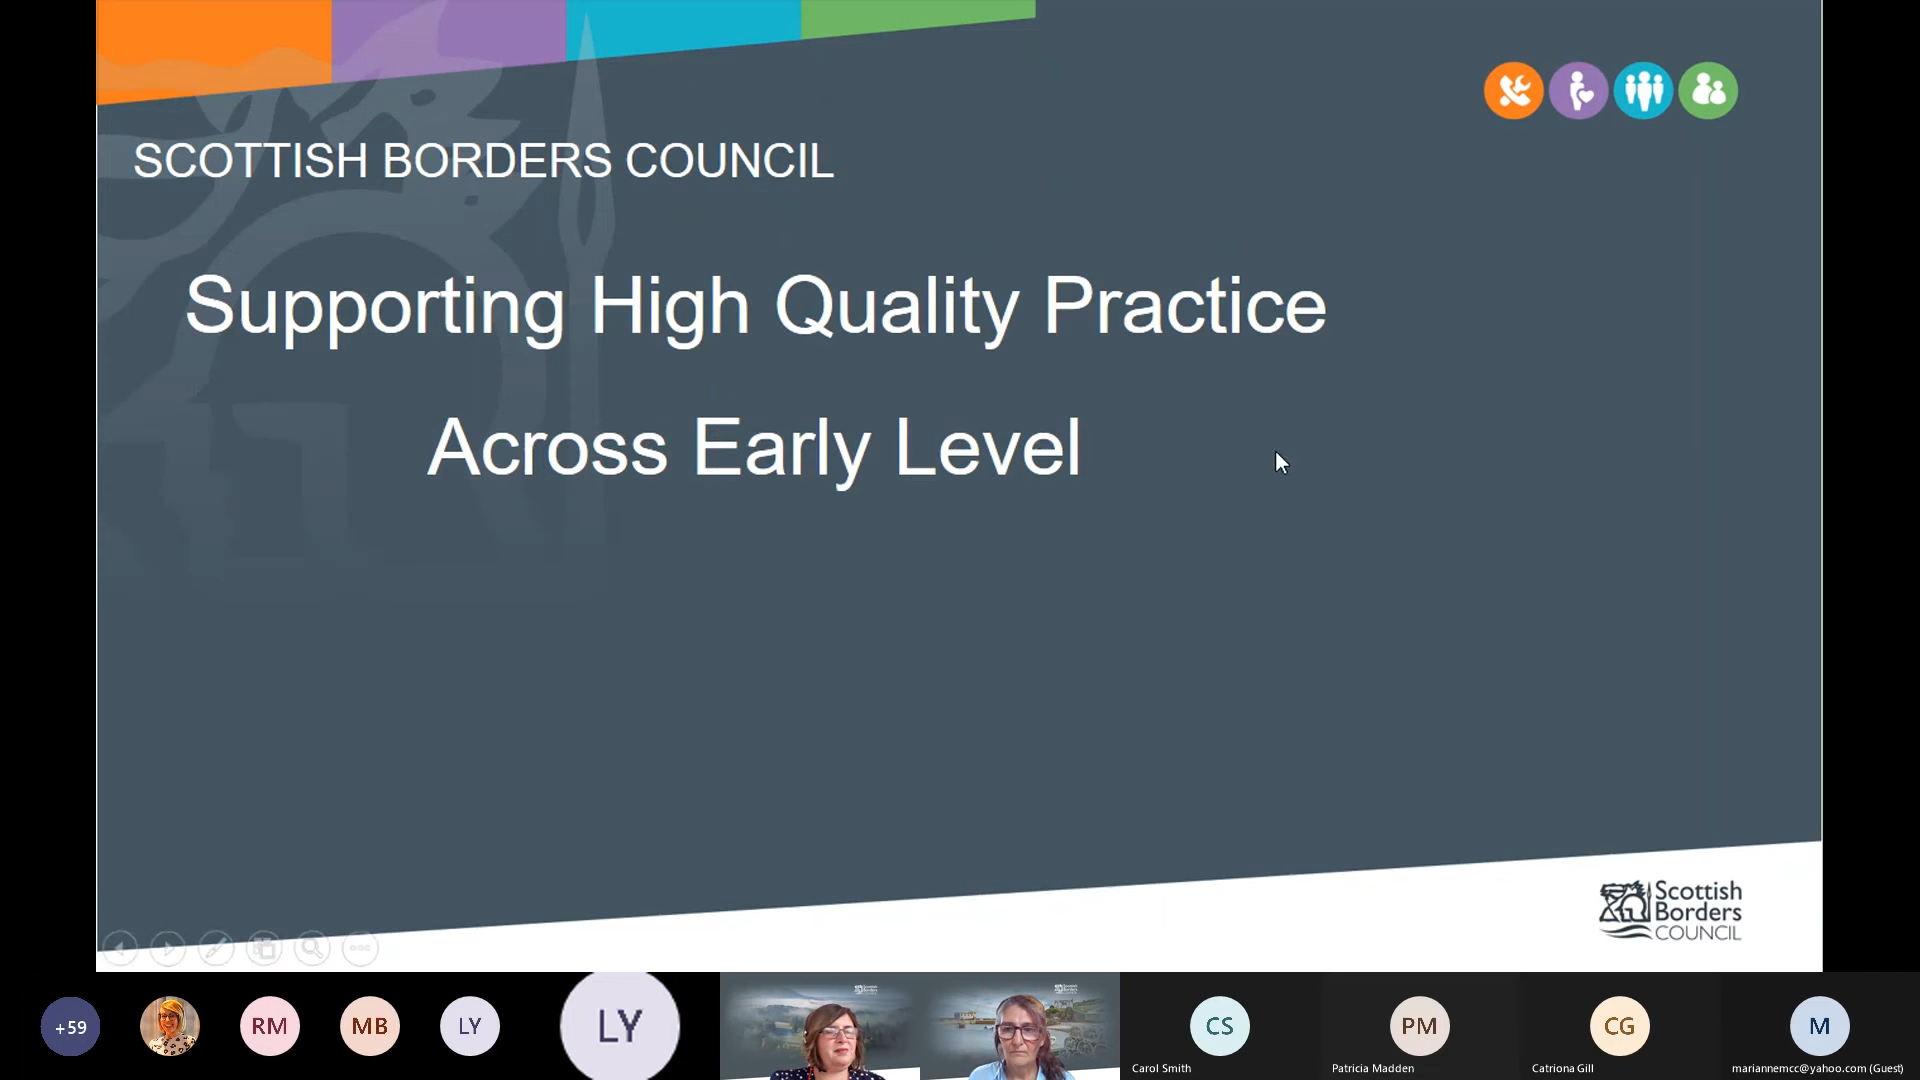 SCOTTISH BORDERS COUNCIL
Supporting High Quality Practice
Across Early Level
Scottish
Borders
COUNCIL
+59
RM
MB
LY
LY
CS
Carol Smith
PM
Patricia Madden
CG
Catriona Gill
M
mariannemcc@yahoo.com (Guest)